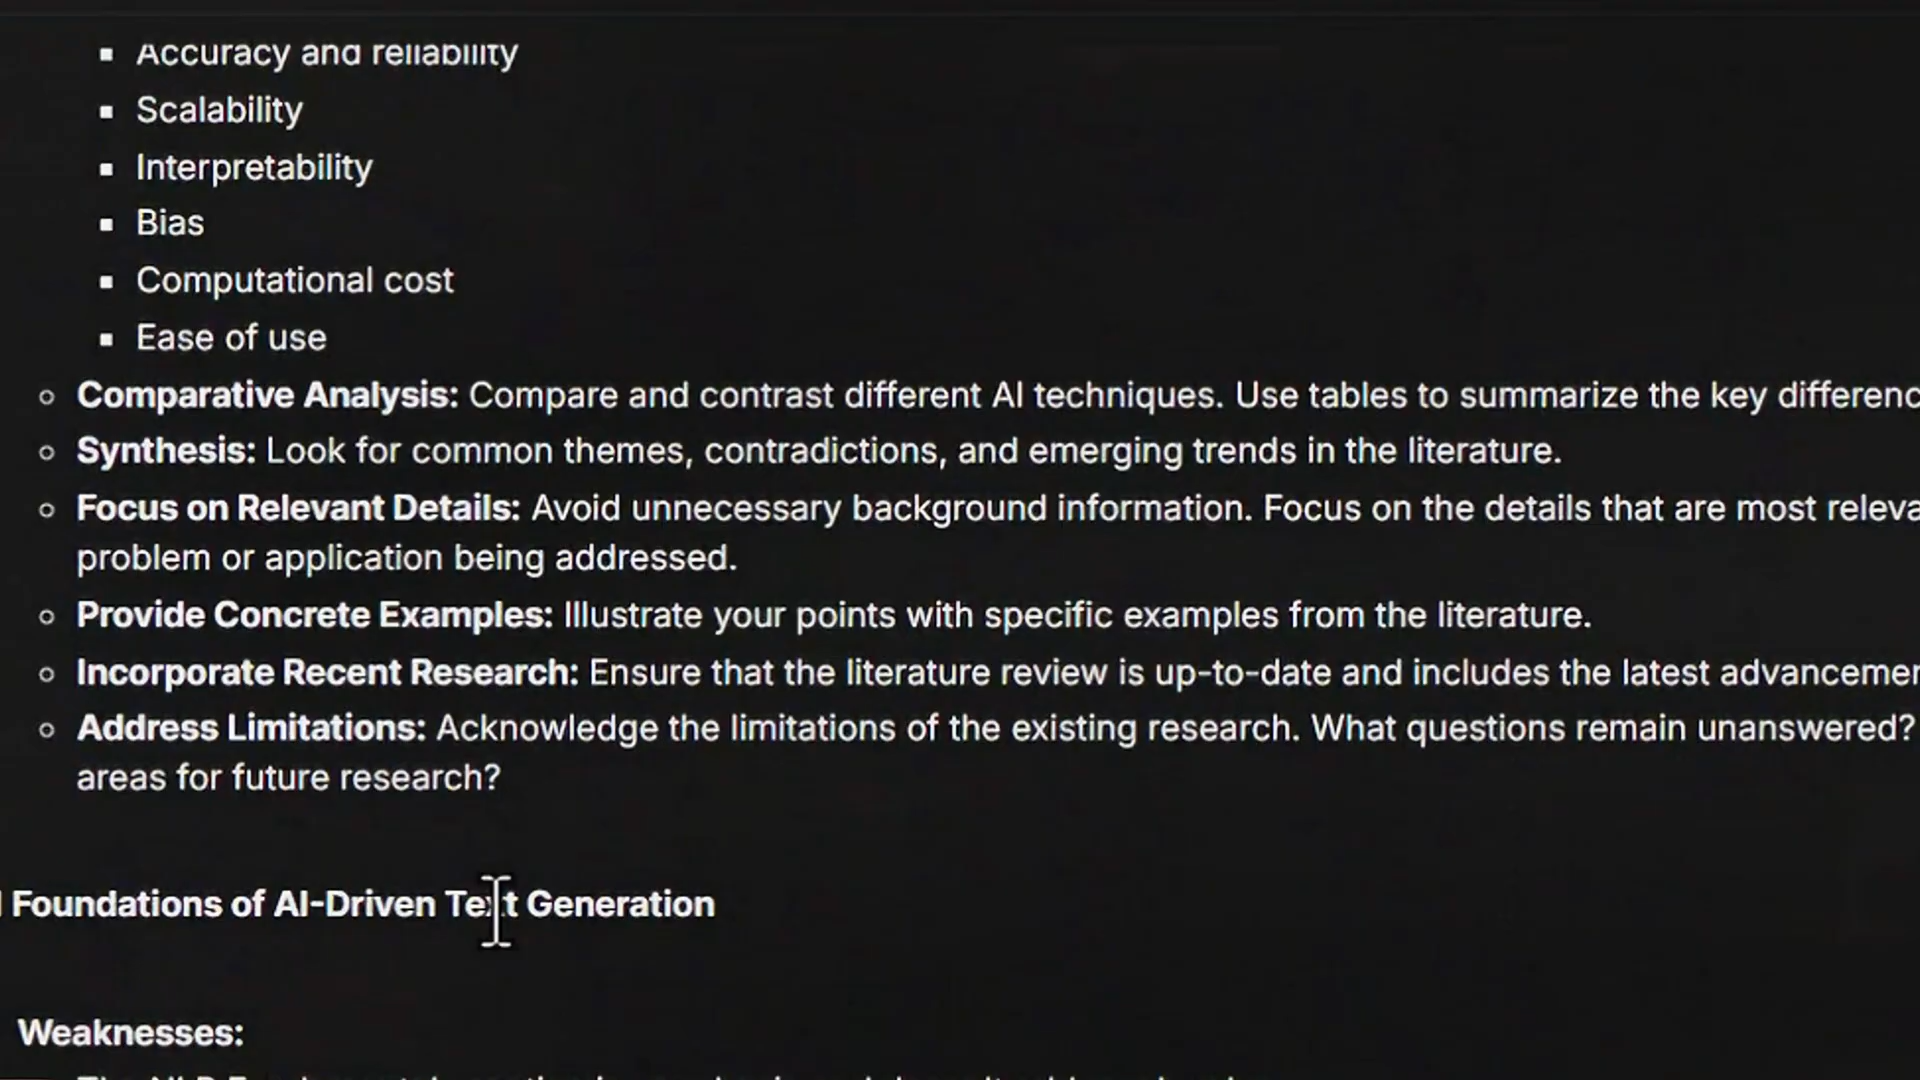 Accuracy and reliability
Scalability
Interpretability
Bias
Computational cost
Ease of use
Comparative Analysis: Compare and contrast different AI techniques. Use tables to summarize the key differenc
Synthesis: Look for common themes, contradictions, and emerging trends in the literature.
Focus on Relevant Details: Avoid unnecessary background information. Focus on the details that are most releva
problem or application being addressed.
Provide Concrete Examples: Illustrate your points with specific examples from the literature.
Incorporate Recent Research: Ensure that the literature review is up-to-date and includes the latest advancemen
Address Limitations: Acknowledge the limitations of the existing research. What questions remain unanswered?
areas for future research?
Foundations of AI-Driven Text Generation
Weaknesses: